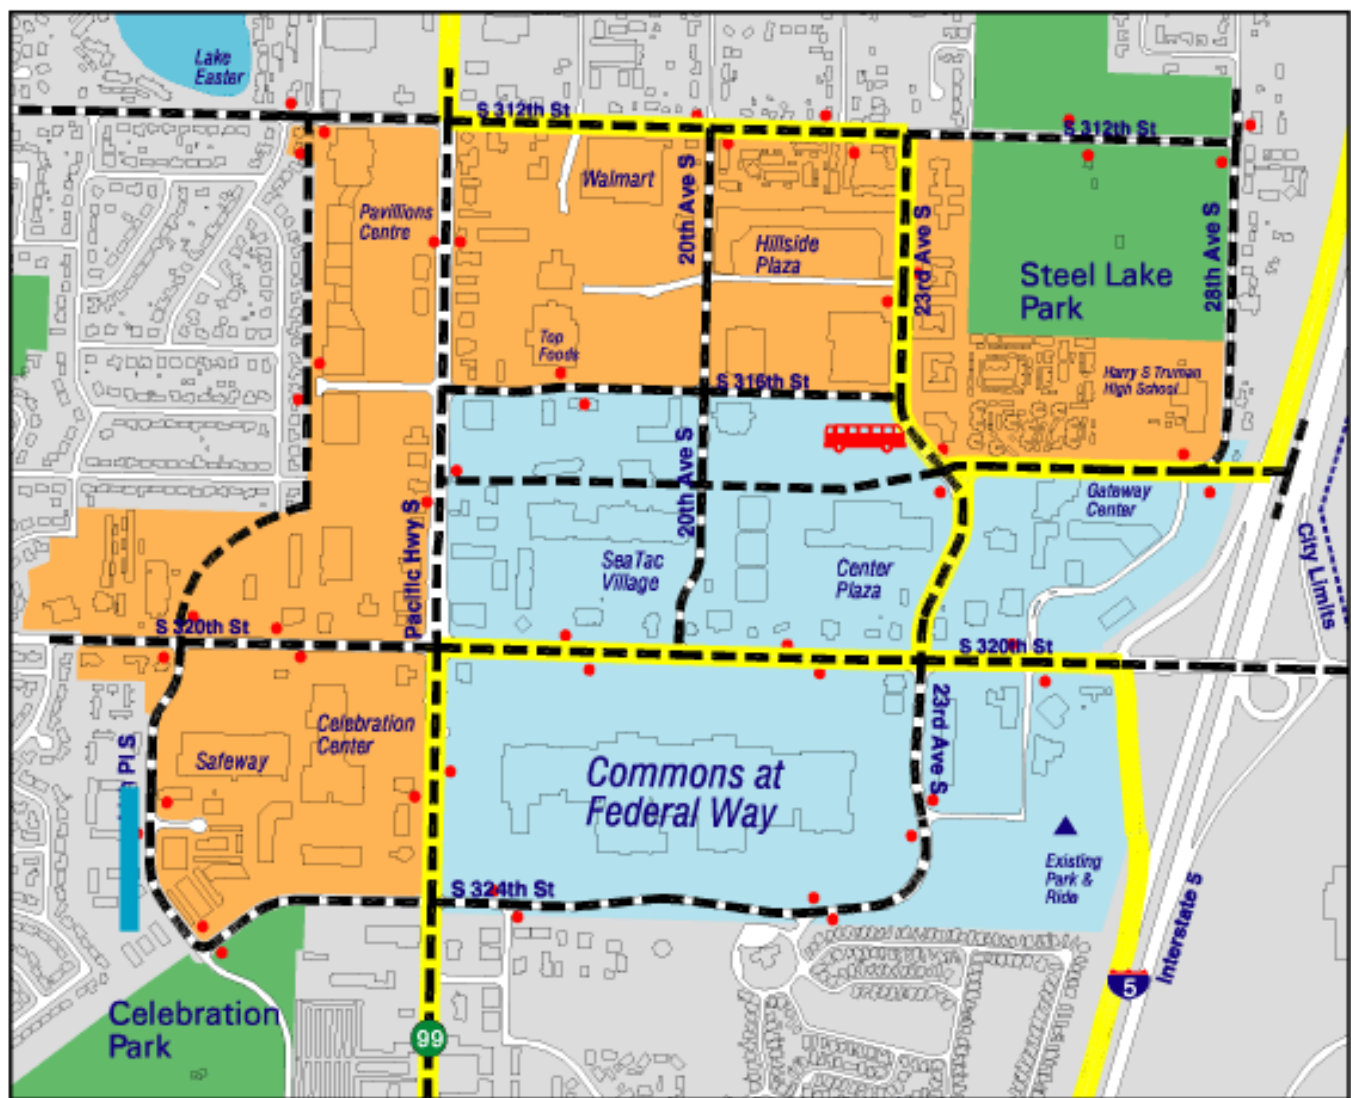 Lake
Easter
S 312th St
S 312th St
Walmart
20th Ave S
Pavillions
Centre
Hillside
Plaza
23rd Ave S
28th Ave S
Steel Lake
Park
Top
Foods
S 316th St
Harry S Truman
High School
20th Ave S
Pacific Hwy S
Gateway
Center
SeaTac
Village
Center
Plaza
City Limits
S 320th St
S 320th St
Celebration
Center
Safeway
Pl S
Commons at
Federal Way
23rd Ave S
Existing
Park &
Ride
S 324th St
Interstate 5
5
Celebration
Park
99